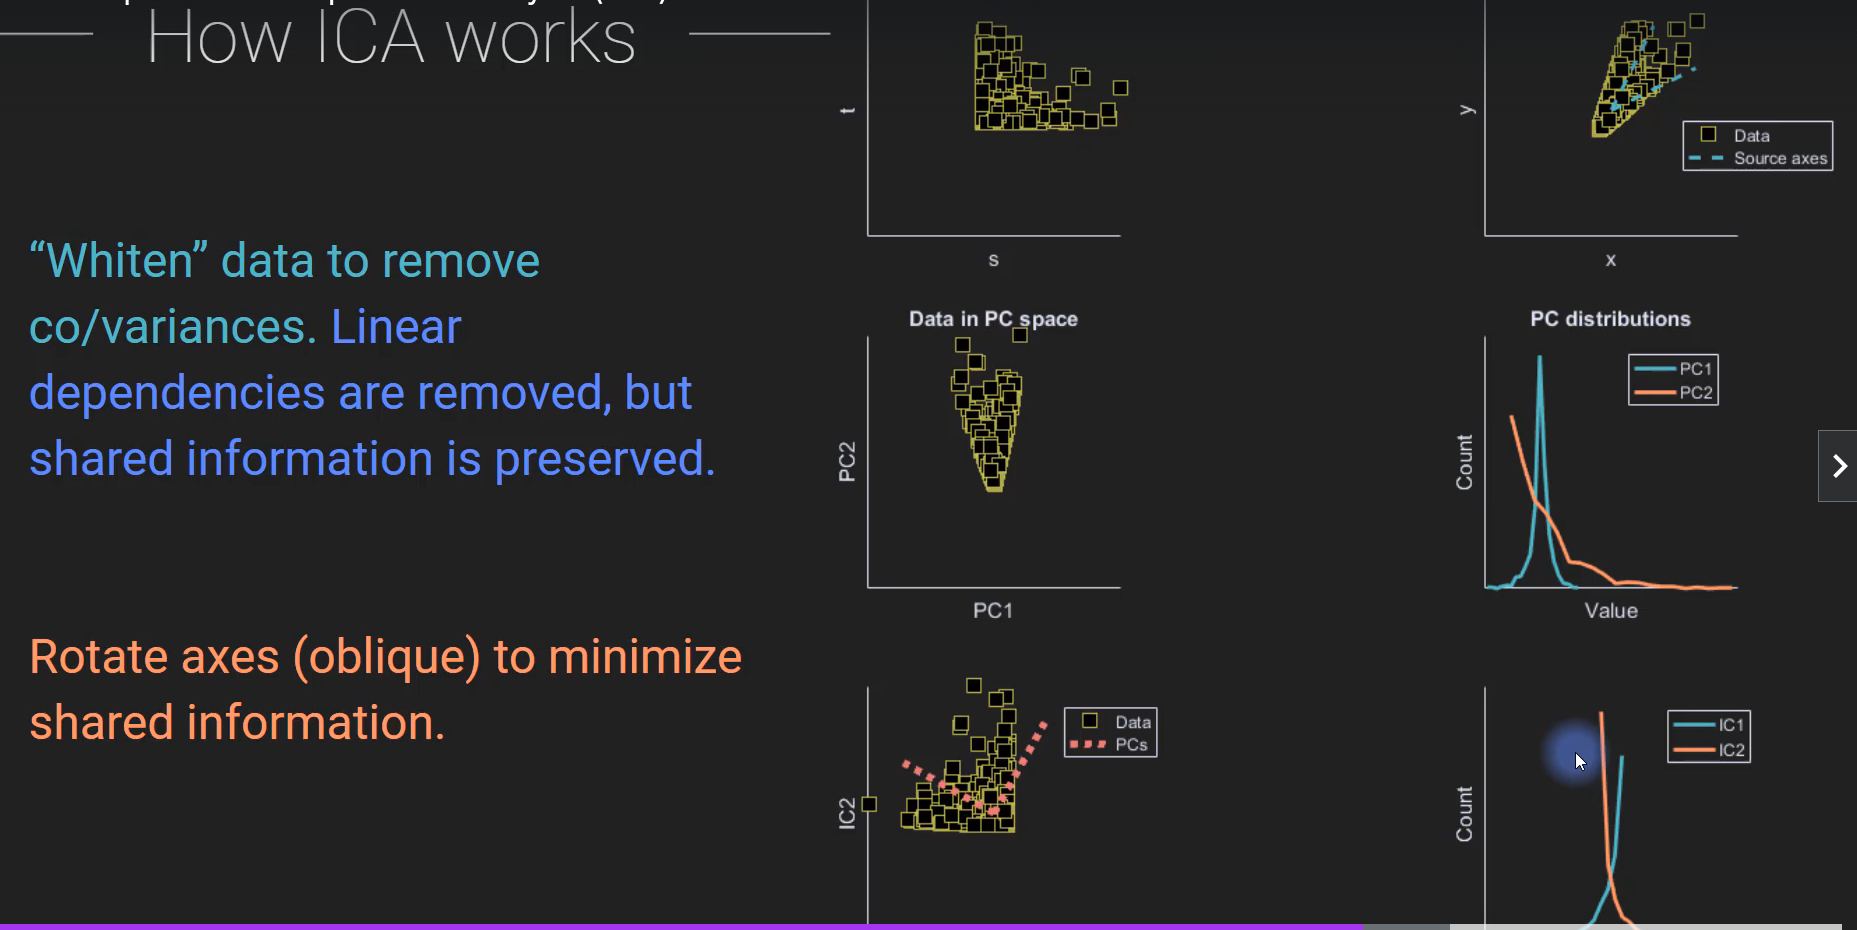 How ICA works
“Whiten” data to remove
co/variances. Linear
dependencies are removed, but
shared information is preserved.
Rotate axes (oblique) to minimize
shared information.
t
s
y
Data
Source axes
x
Data in PC space
PC2
PC1
PC distributions
PC1
PC2
Count
Value
Data
PCs
IC2
IC1
IC2
Count